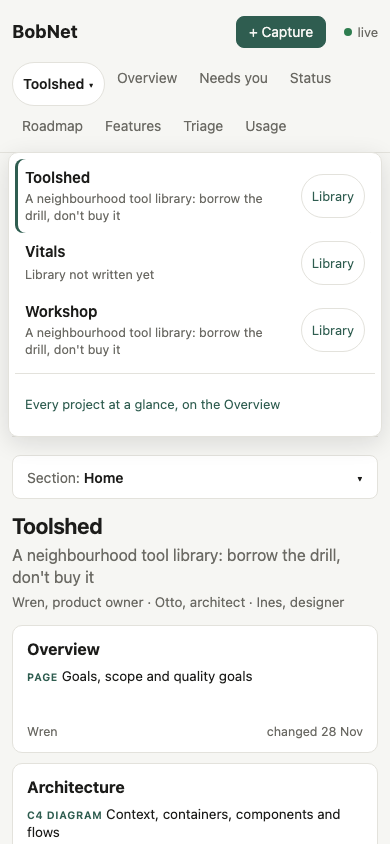 BobNet
+ Capture
live
Toolshed ▾
Overview
Needs you
Status
Roadmap
Features
Triage
Usage
Toolshed
A neighbourhood tool library: borrow the
drill, don't buy it
Library
Vitals
Library not written yet
Library
Workshop
A neighbourhood tool library: borrow the
drill, don't buy it
Library
Every project at a glance, on the Overview
Section: Home ▾
Toolshed
A neighbourhood tool library: borrow the drill,
don't buy it
Wren, product owner · Otto, architect · Ines, designer
Overview
PAGE Goals, scope and quality goals
Wren
changed 28 Nov
Architecture
C4 DIAGRAM Context, containers, components and
flows